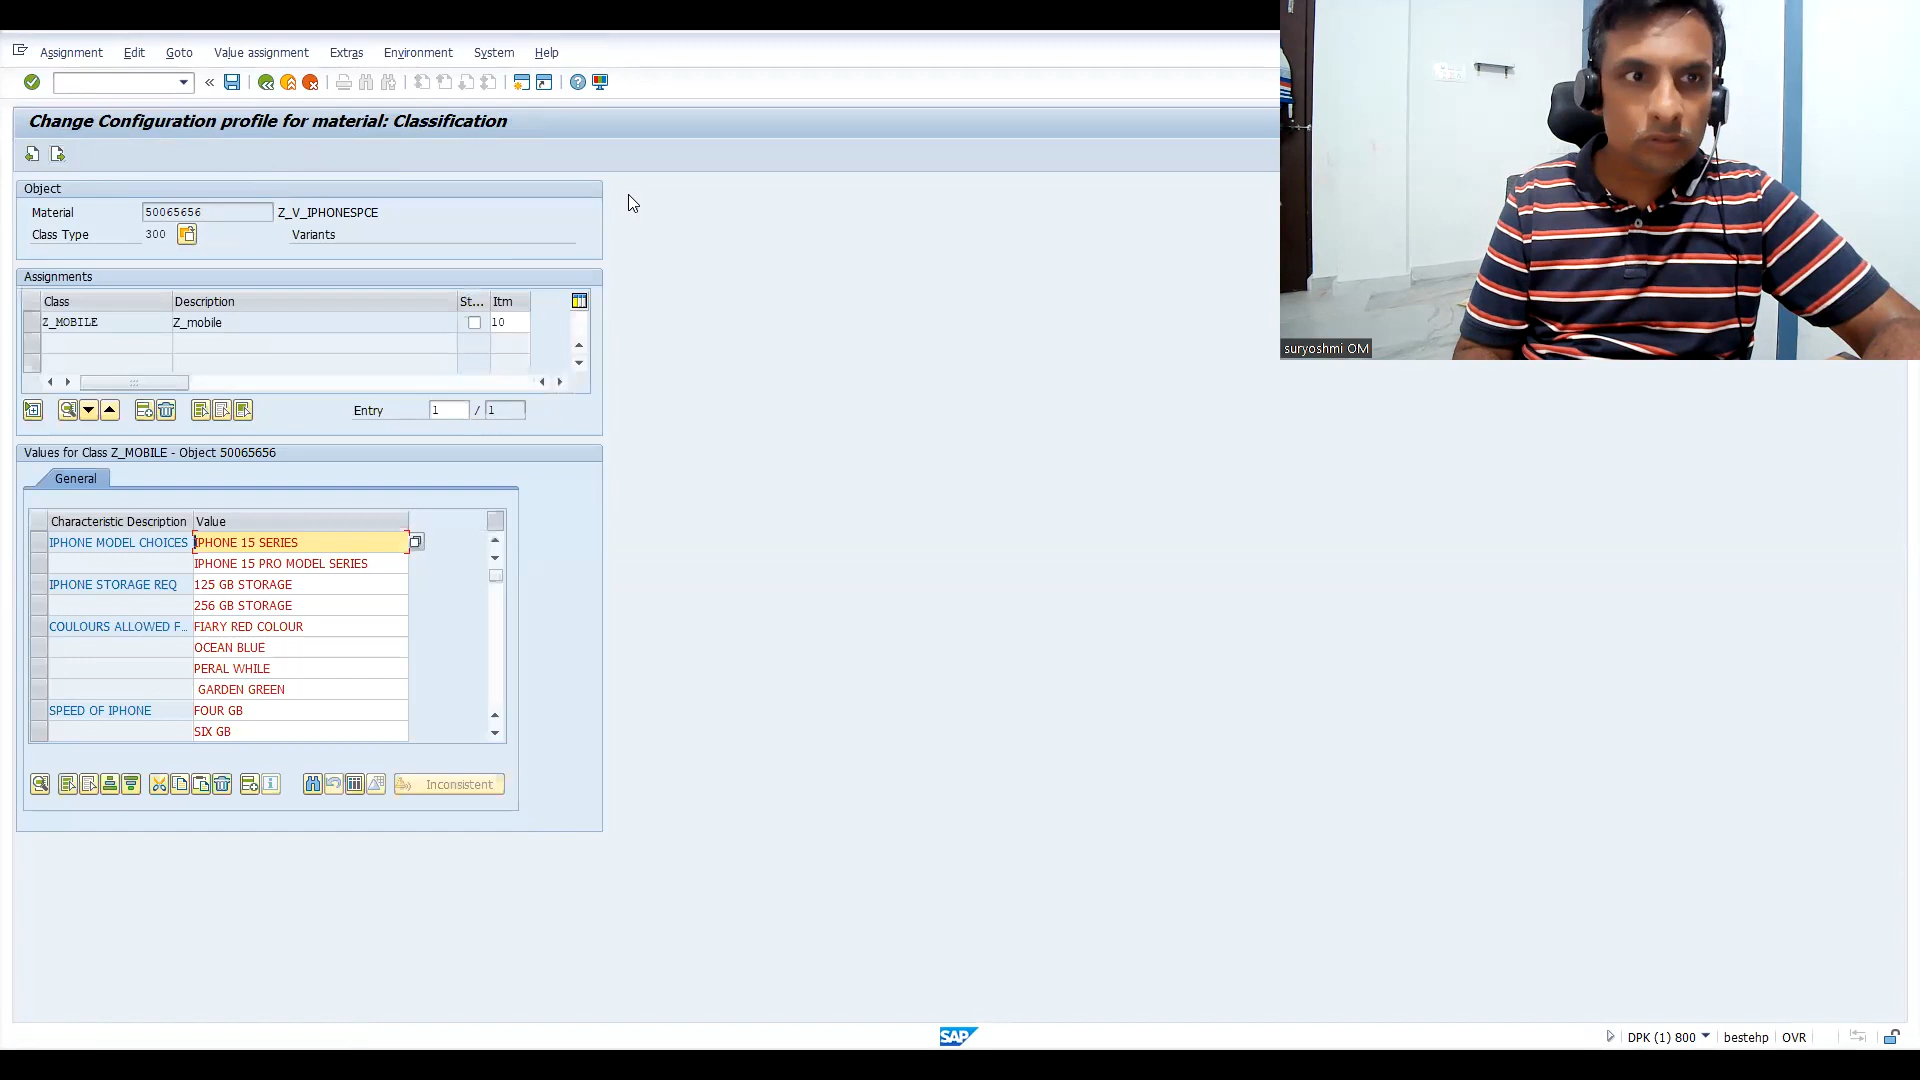 Assignment Edit Goto Value assignment Extras Environment System Help
Change Configuration profile for material: Classification
Object
Material 50065656 Z_V_IPHONESPCE
Class Type 300 Variants
Assignments
Class Description St... Itm
Z_MOBILE Z_mobile 10
Entry 1 / 1
Values for Class Z_MOBILE - Object 50065656
General
Characteristic Description Value
IPHONE MODEL CHOICES IPHONE 15 SERIES
IPHONE 15 PRO MODEL SERIES
IPHONE STORAGE REQ 125 GB STORAGE
256 GB STORAGE
COULOURS ALLOWED F... FIARY RED COLOUR
OCEAN BLUE
PERAL WHILE
GARDEN GREEN
SPEED OF IPHONE FOUR GB
SIX GB
Inconsistent
suryoshmi OM
SAP
DPK (1) 800 bestehp OVR